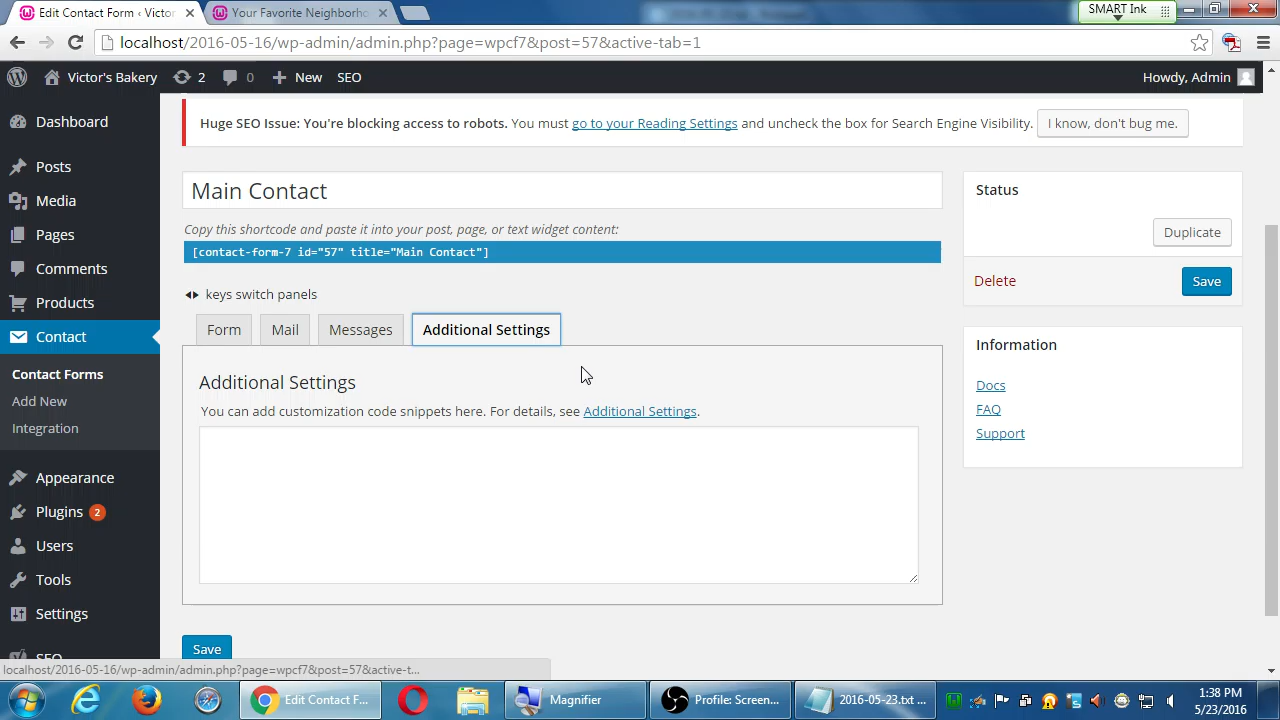 Edit Contact Form ‹ Victor
Your Favorite Neighborho
SMART Ink
localhost/2016-05-16/wp-admin/admin.php?page=wpcf7&post=57&active-tab=1
Victor's Bakery
2
0
New
SEO
Howdy, Admin
Huge SEO Issue: You're blocking access to robots. You must go to your Reading Settings and uncheck the box for Search Engine Visibility.
I know, don't bug me.
Dashboard
Posts
Media
Pages
Comments
Products
Contact
Contact Forms
Add New
Integration
Appearance
Plugins 2
Users
Tools
Settings
SEO
Main Contact
Copy this shortcode and paste it into your post, page, or text widget content:
[contact-form-7 id="57" title="Main Contact"]
keys switch panels
Form
Mail
Messages
Additional Settings
Additional Settings
You can add customization code snippets here. For details, see Additional Settings.
Save
Status
Duplicate
Delete
Save
Information
Docs
FAQ
Support
localhost/2016-05-16/wp-admin/admin.php?page=wpcf7&post=57&active-t...
Edit Contact F...
Magnifier
Profile: Screen...
2016-05-23.txt ...
1:38 PM
5/23/2016